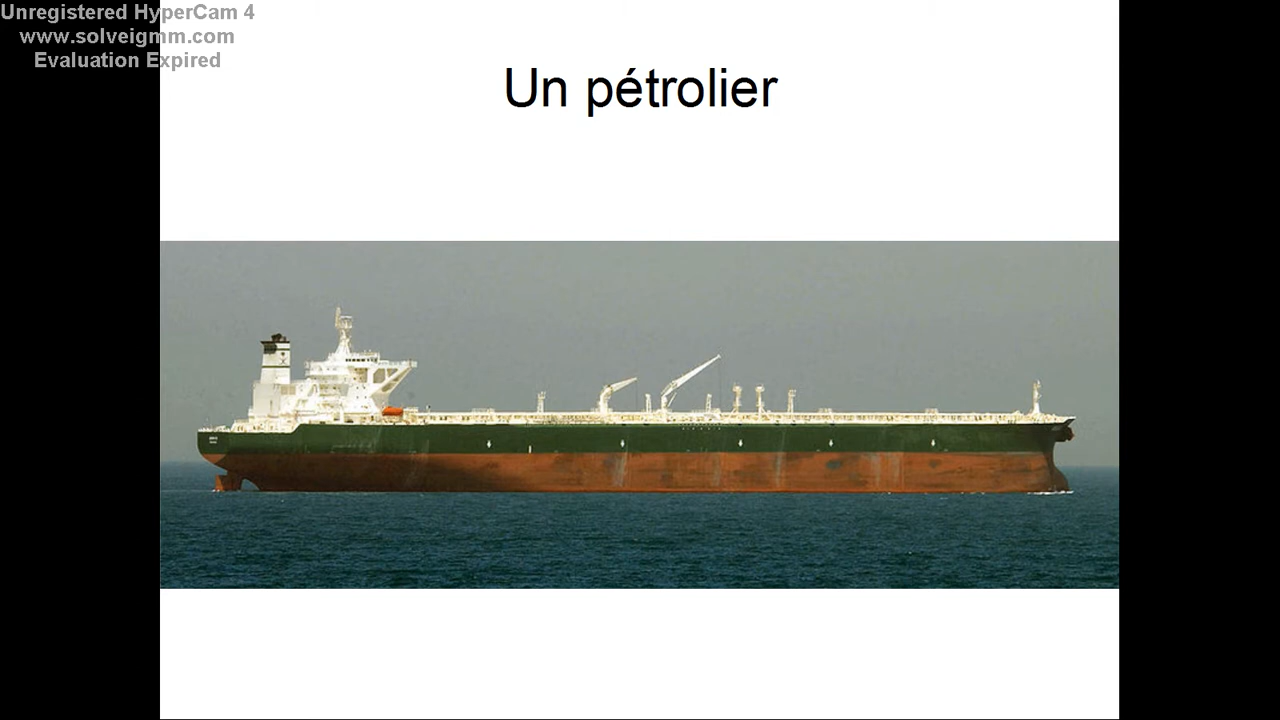 Unregistered HyperCam 4
www.solveigmm.com
Evaluation Expired
Un pétrolier